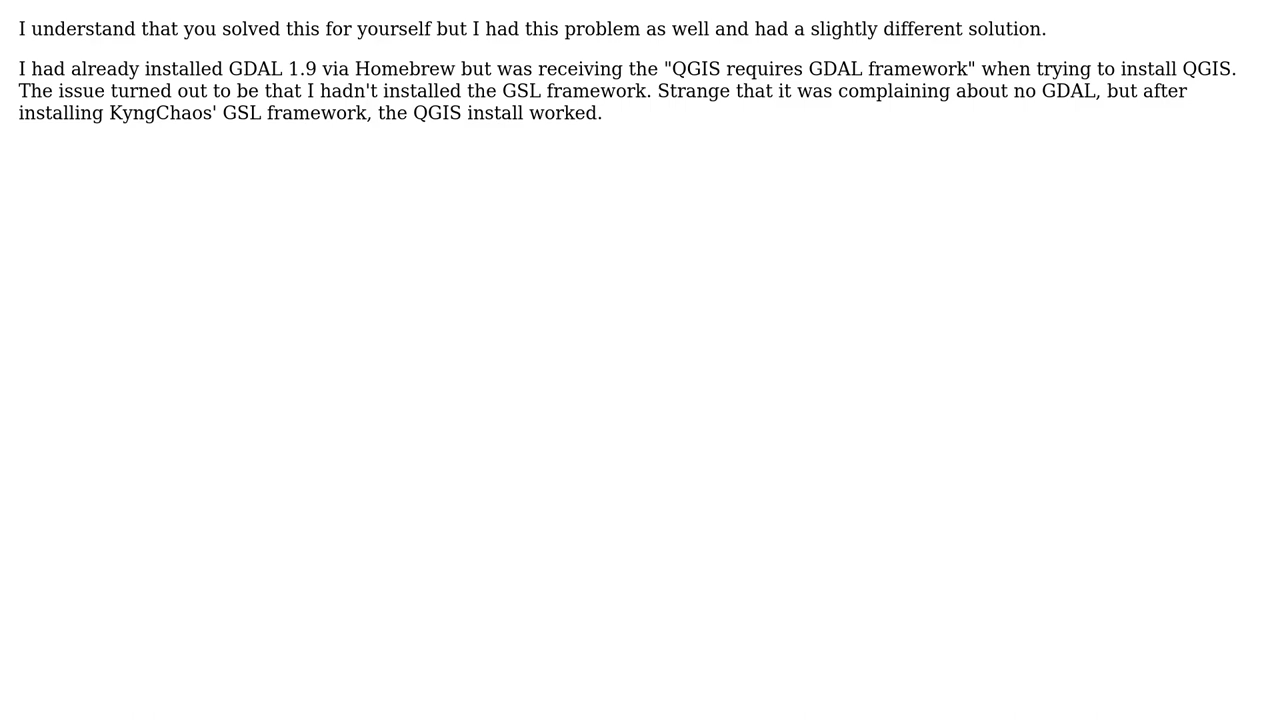 I understand that you solved this for yourself but I had this problem as well and had a slightly different solution.
I had already installed GDAL 1.9 via Homebrew but was receiving the "QGIS requires GDAL framework" when trying to install QGIS.
The issue turned out to be that I hadn't installed the GSL framework. Strange that it was complaining about no GDAL, but after
installing KyngChaos' GSL framework, the QGIS install worked.